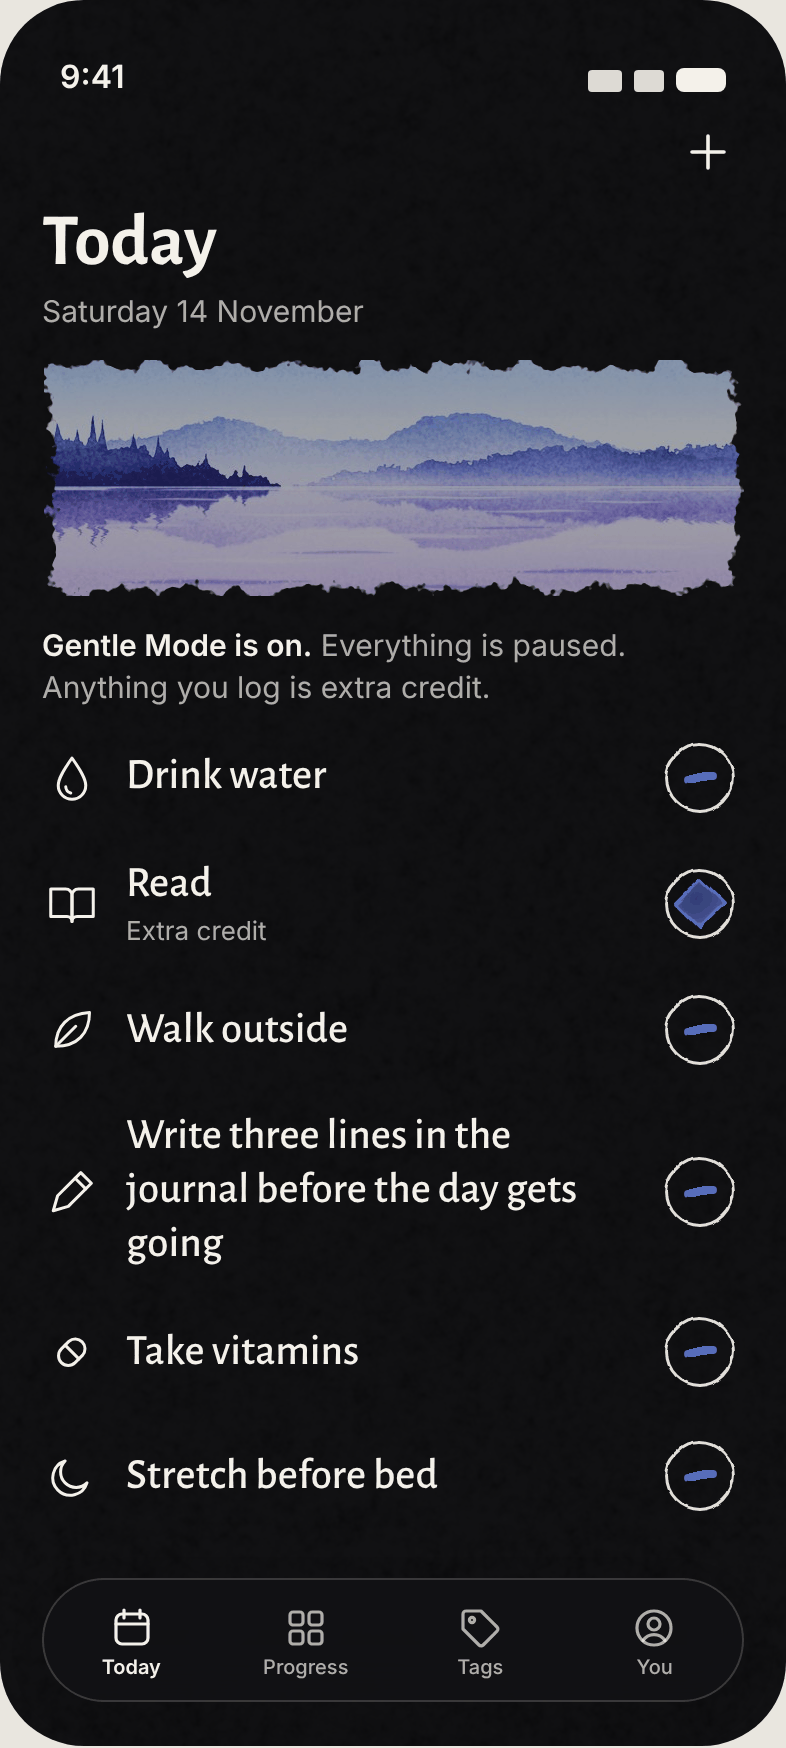 9:41
Today
Saturday 14 November
Gentle Mode is on. Everything is paused.
Anything you log is extra credit.
Drink water
Read
Extra credit
Walk outside
Write three lines in the
journal before the day gets
going
Take vitamins
Stretch before bed
Today
Progress
Tags
You